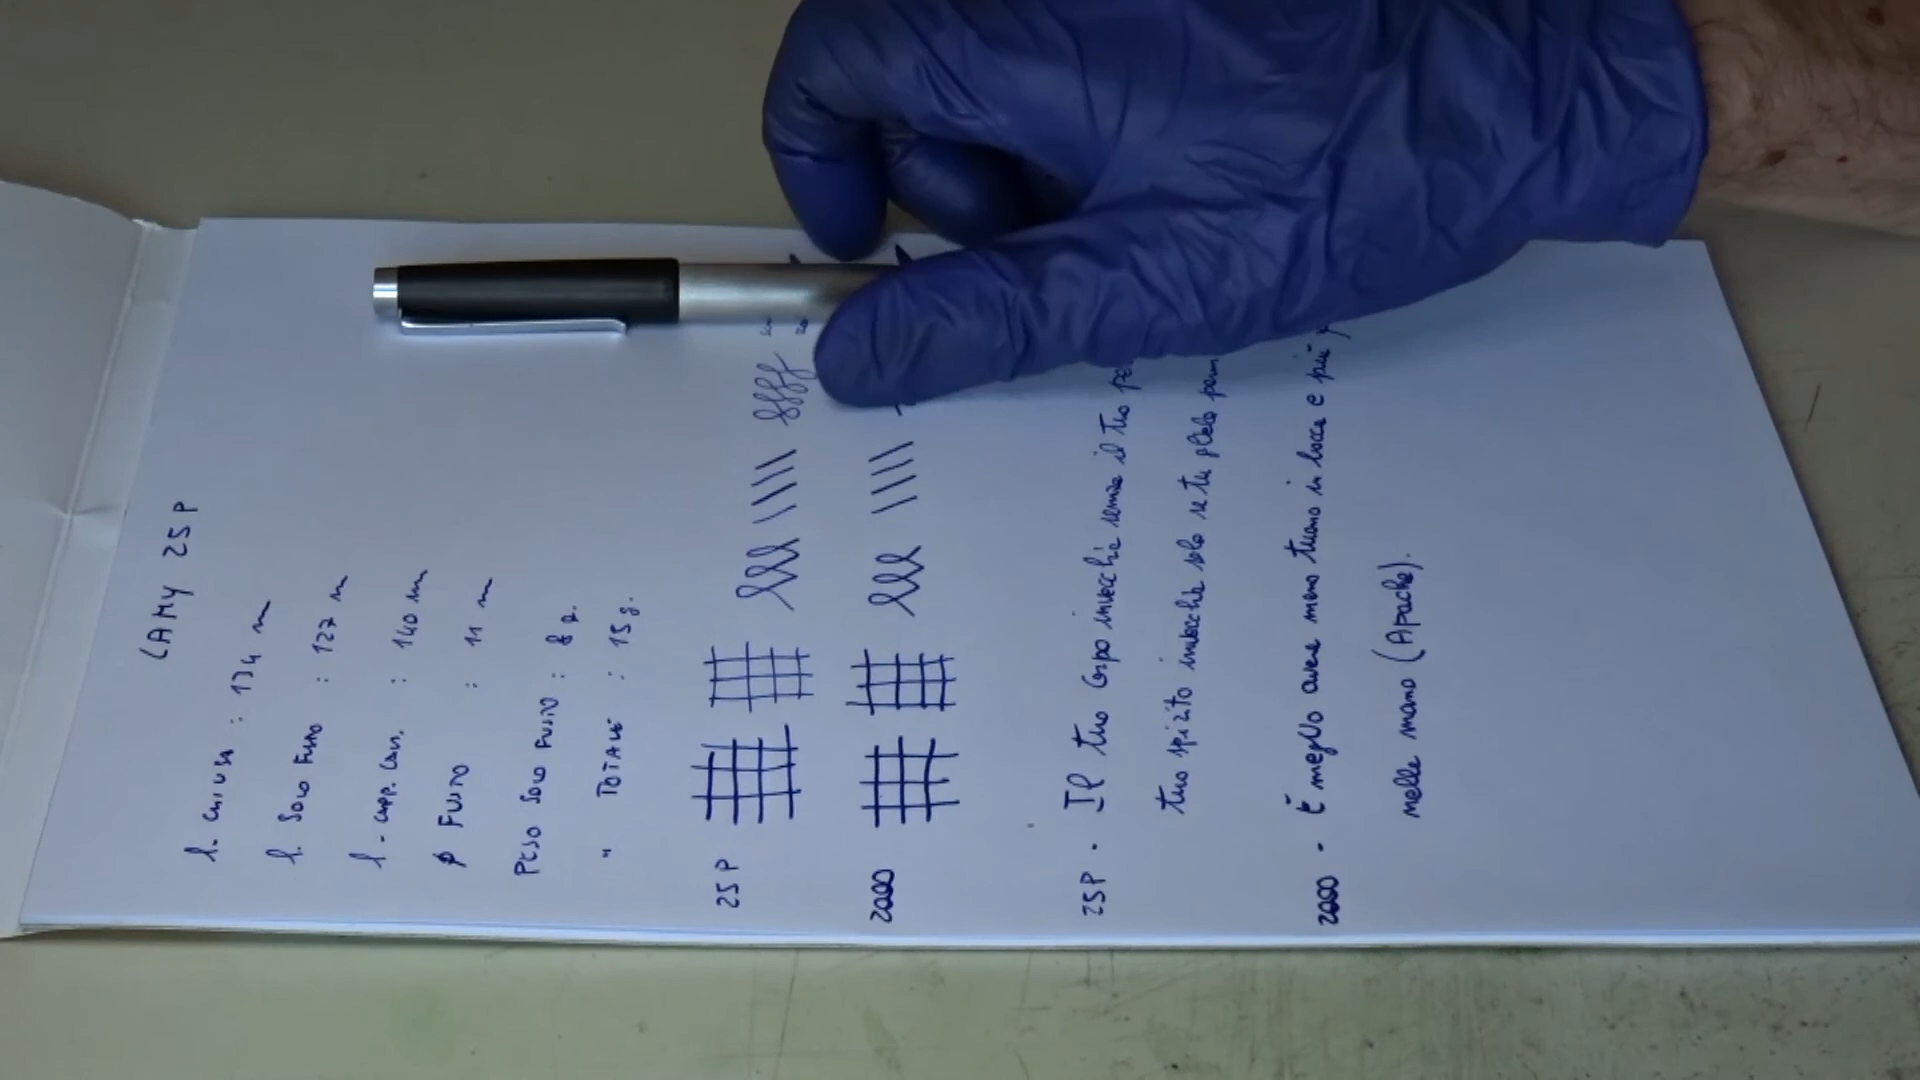 LAMY 25P
l. chiusa : 134 m
l. Solo Fusto : 127 m
l. capp. Calz. : 140 m
φ Fusto : 11 m
Peso Solo Fusto : 8 g.
" TOTALE : 15 g.
25P
2000
25P. Il tuo corpo invecchia senza il tuo
tuo spirito invecchia solo se tu glielo
2000 - È meglio avere meno tuono in bocca e più
nelle mano (Apache).